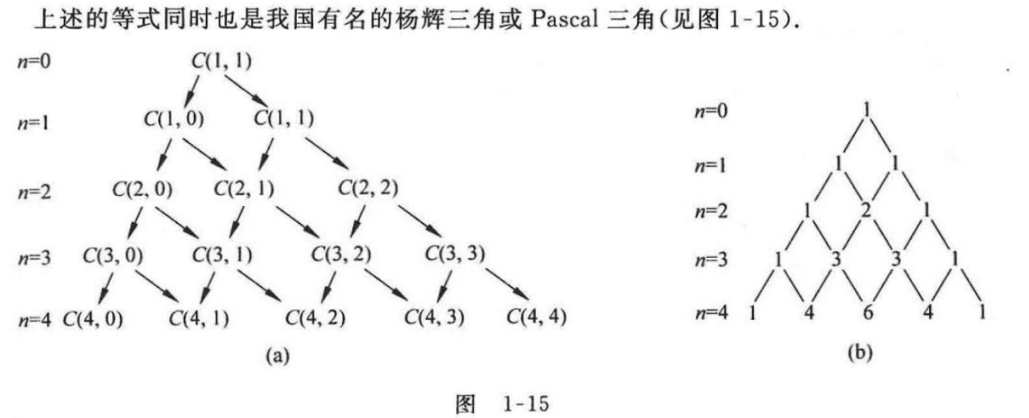 上述的等式同时也是我国有名的杨辉三角或 Pascal 三角(见图 1-15).
n=0 C(1, 1)
n=1 C(1, 0) C(1, 1)
n=2 C(2, 0) C(2, 1) C(2, 2)
n=3 C(3, 0) C(3, 1) C(3, 2) C(3, 3)
n=4 C(4, 0) C(4, 1) C(4, 2) C(4, 3) C(4, 4)
(a)
n=0 1
n=1 1 1
n=2 1 2 1
n=3 1 3 3 1
n=4 1 4 6 4 1
(b)
图 1-15